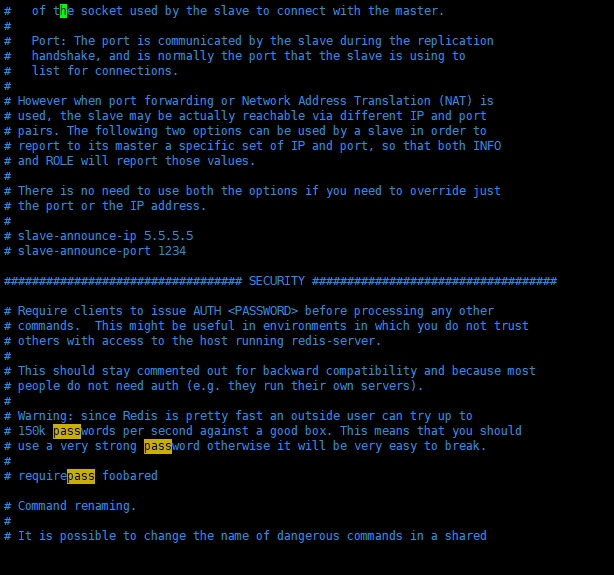 #   of the socket used by the slave to connect with the master.
#
#   Port: The port is communicated by the slave during the replication
#   handshake, and is normally the port that the slave is using to
#   list for connections.
#
# However when port forwarding or Network Address Translation (NAT) is
# used, the slave may be actually reachable via different IP and port
# pairs. The following two options can be used by a slave in order to
# report to its master a specific set of IP and port, so that both INFO
# and ROLE will report those values.
#
# There is no need to use both the options if you need to override just
# the port or the IP address.
#
# slave-announce-ip 5.5.5.5
# slave-announce-port 1234

################################## SECURITY ###################################

# Require clients to issue AUTH <PASSWORD> before processing any other
# commands.  This might be useful in environments in which you do not trust
# others with access to the host running redis-server.
#
# This should stay commented out for backward compatibility and because most
# people do not need auth (e.g. they run their own servers).
#
# Warning: since Redis is pretty fast an outside user can try up to
# 150k passwords per second against a good box. This means that you should
# use a very strong password otherwise it will be very easy to break.
#
# requirepass foobared

# Command renaming.
#
# It is possible to change the name of dangerous commands in a shared